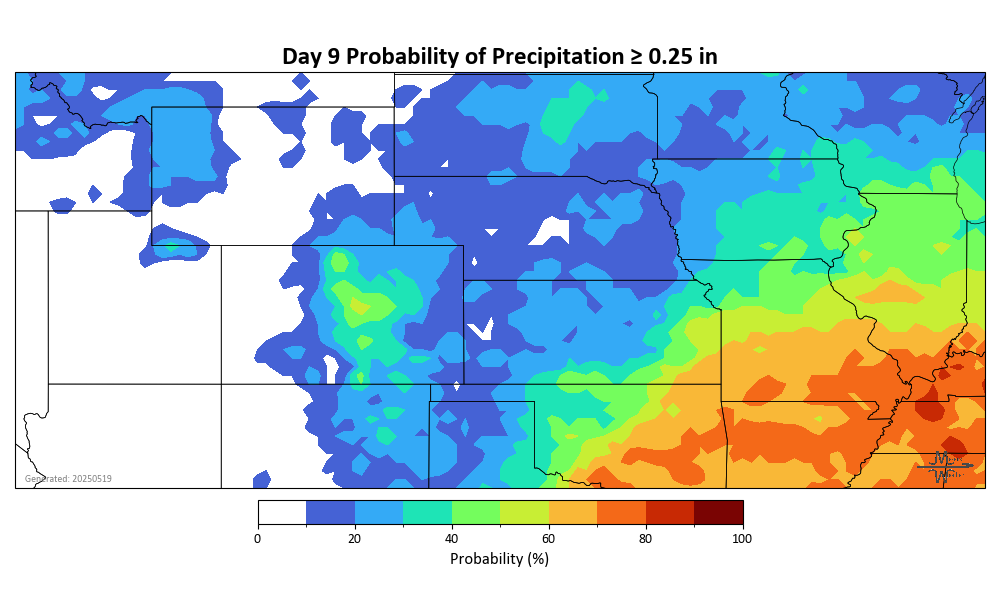 Day 9 Probability of Precipitation ≥ 0.25 in
Generated: 20250519
0 20 40 60 80 100
Probability (%)